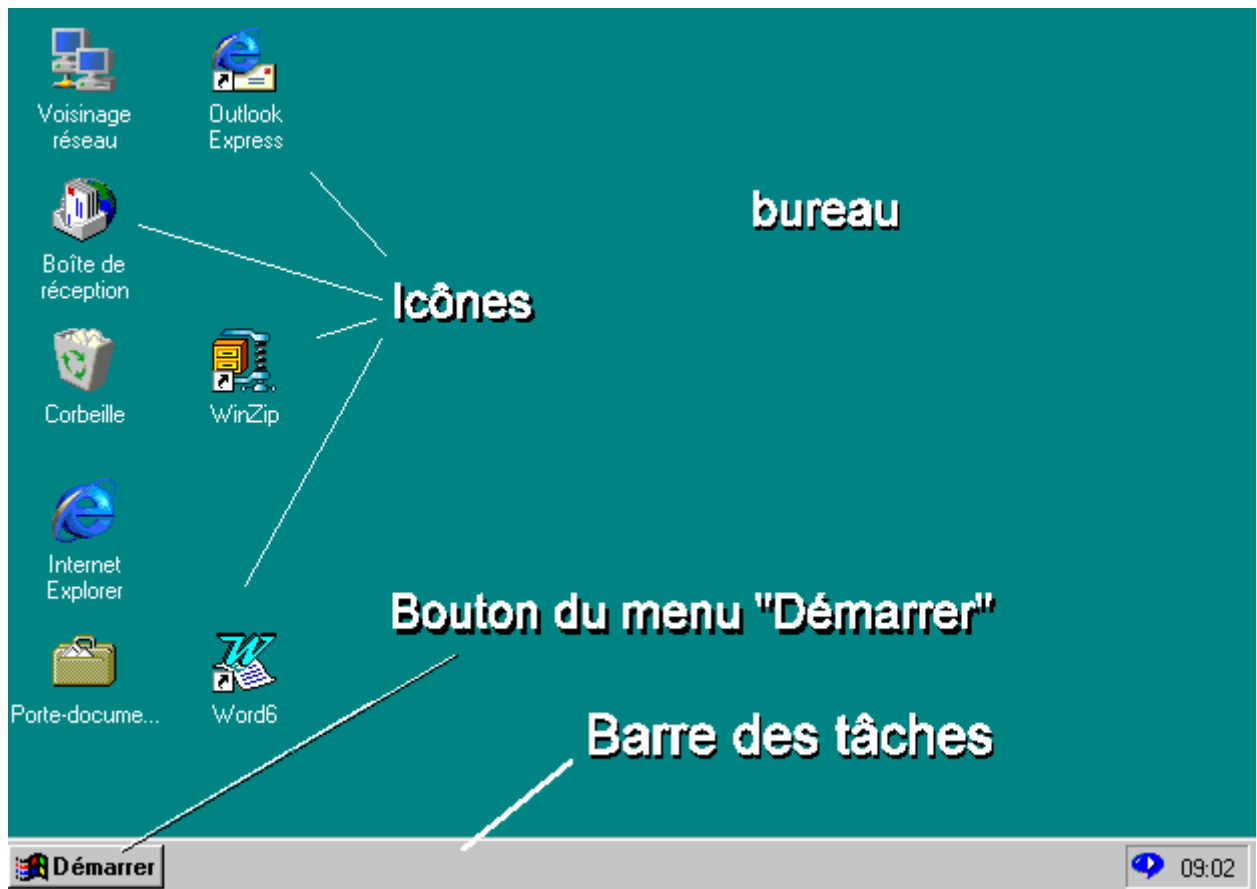 Voisinage
réseau
Outlook
Express
Boîte de
réception
bureau
Icônes
Corbeille
WinZip
Internet
Explorer
Bouton du menu "Démarrer"
Porte-docume...
Word6
Barre des tâches
Démarrer
09:02